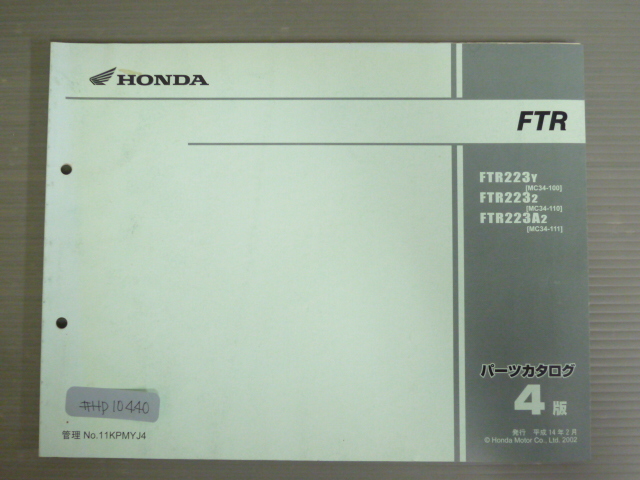 HONDA
FTR
FTR223Y
[MC34-100]
FTR2232
[MC34-110]
FTR223A2
[MC34-111]
パーツカタログ
4版
発行 平成14年2月
© Honda Motor Co., Ltd. 2002
#HD10440
管理 No.11KPMYJ4